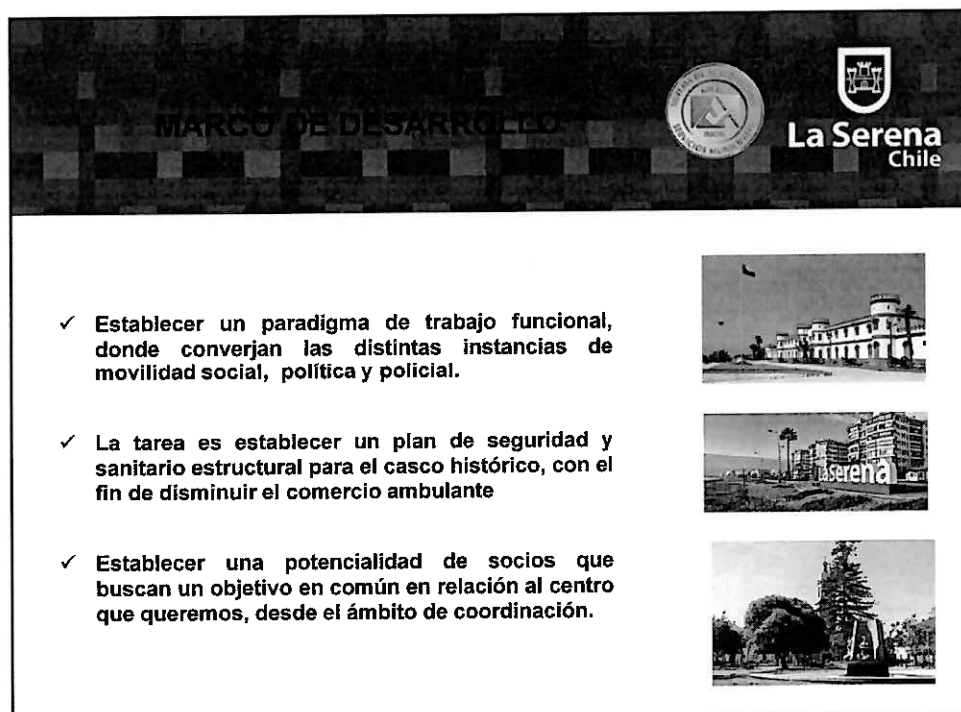 MARCO DE DESARROLLO
La Serena
Chile
✓ Establecer un paradigma de trabajo funcional,
donde converjan las distintas instancias de
movilidad social, política y policial.
✓ La tarea es establecer un plan de seguridad y
sanitario estructural para el casco histórico, con el
fin de disminuir el comercio ambulante
✓ Establecer una potencialidad de socios que
buscan un objetivo en común en relación al centro
que queremos, desde el ámbito de coordinación.
LaSerena